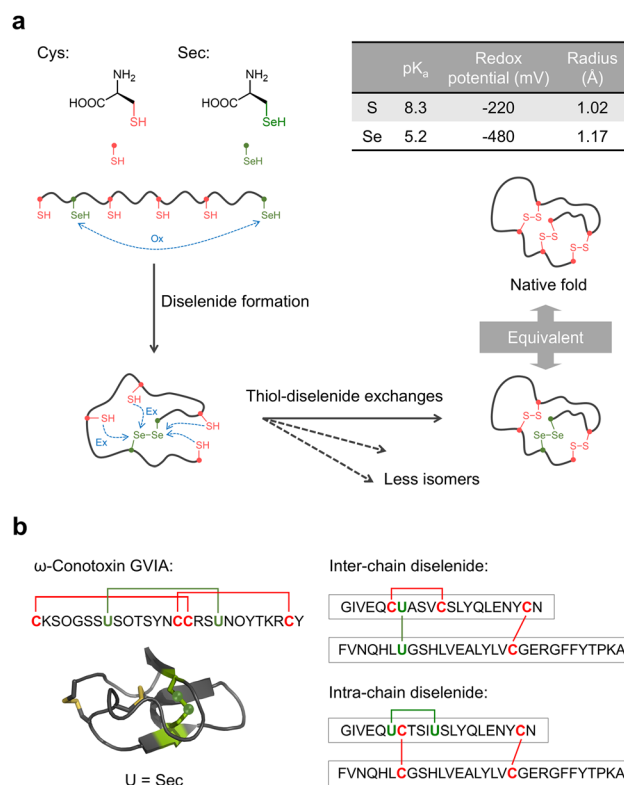 a
Cys:
Sec:
NH2
HOOC
SH
NH2
HOOC
SeH
SH
SeH
pKa
Redox potential (mV)
Radius (Å)
S 8.3 -220 1.02
Se 5.2 -480 1.17
SH SeH SH SH SH SeH
Ox
Diselenide formation
S–S
S–S
S–S
Native fold
Equivalent
SH
SH
SH
SH
Ex
Ex
Se–Se
Thiol-diselenide exchanges
Less isomers
S–S
Se–Se
S–S
b
ω-Conotoxin GVIA:
CKSOGSSUSOTSYNCCRSUNOYTKRCY
U = Sec
Inter-chain diselenide:
GIVEQCUASVCSLYQLENYCN
FVNQHLUGSHLVEALYLVCGERGFFYTPKA
Intra-chain diselenide:
GIVEQUCTSIUSLYQLENYCN
FVNQHLCGSHLVEALYLVCGERGFFYTPKA